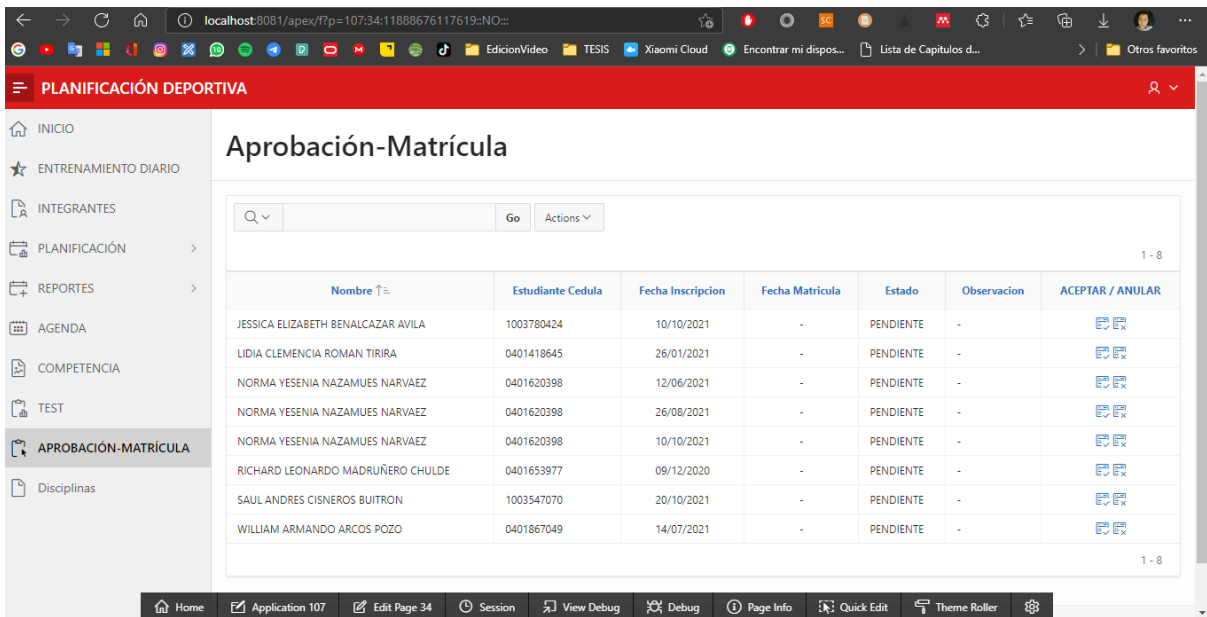 localhost:8081/apex/f?p=107:34:11888676117619::NO:::
EdicionVideo TESIS Xiaomi Cloud Encontrar mi dispos... Lista de Capítulos d... Otros favoritos
PLANIFICACIÓN DEPORTIVA
INICIO
ENTRENAMIENTO DIARIO
INTEGRANTES
PLANIFICACIÓN
REPORTES
AGENDA
COMPETENCIA
TEST
APROBACIÓN-MATRÍCULA
Disciplinas
Aprobación-Matrícula
Go Actions
1 - 8
Nombre Estudiante Cedula Fecha Inscripcion Fecha Matricula Estado Observacion ACEPTAR / ANULAR
JESSICA ELIZABETH BENALCAZAR AVILA 1003780424 10/10/2021 - PENDIENTE -
LIDIA CLEMENCIA ROMAN TIRIRA 0401418645 26/01/2021 - PENDIENTE -
NORMA YESENIA NAZAMUES NARVAEZ 0401620398 12/06/2021 - PENDIENTE -
NORMA YESENIA NAZAMUES NARVAEZ 0401620398 26/08/2021 - PENDIENTE -
NORMA YESENIA NAZAMUES NARVAEZ 0401620398 10/10/2021 - PENDIENTE -
RICHARD LEONARDO MADRUÑERO CHULDE 0401653977 09/12/2020 - PENDIENTE -
SAUL ANDRES CISNEROS BUITRON 1003547070 20/10/2021 - PENDIENTE -
WILLIAM ARMANDO ARCOS POZO 0401867049 14/07/2021 - PENDIENTE -
1 - 8
Home Application 107 Edit Page 34 Session View Debug Debug Page Info Quick Edit Theme Roller